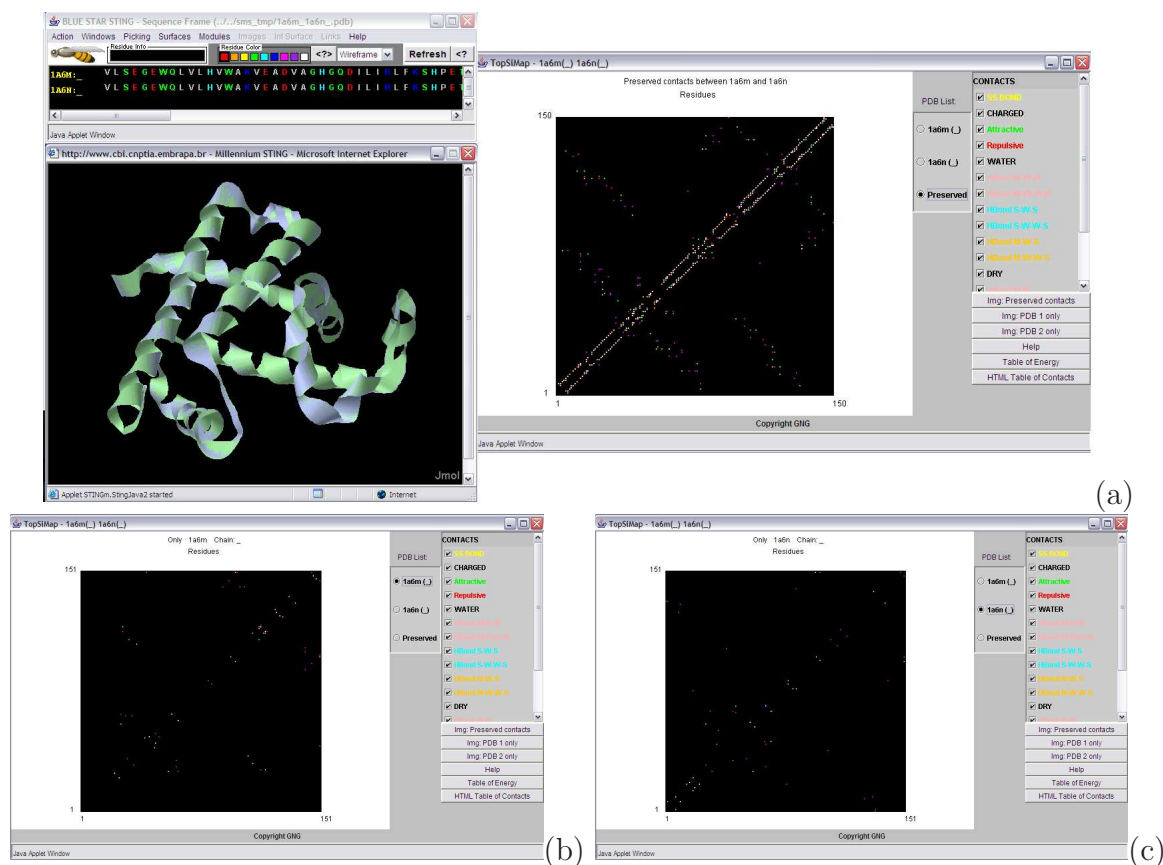 BLUE STAR STING - Sequence Frame (../../sms_tmp/1a6m_1a6n_.pdb)
Action Windows Picking Surfaces Modules Images Inf Surface Links Help
Residue Info
Residue Color
<?> Wireframe Refresh <?
1A6M:_ V L S E G E W Q L V L H V W A K V E A D V A G H G Q D I L I R L F K S H P E T
1A6N:_ V L S E G E W Q L V L H V W A K V E A D V A G H G Q D I L I R L F K S H P E T
Java Applet Window
http://www.cbi.cnptia.embrapa.br - Millennium STING - Microsoft Internet Explorer
Jmol
Applet STINGm.StingJava2 started
Internet
TopSiMap - 1a6m(_) 1a6n(_)
Preserved contacts between 1a6m and 1a6n
Residues
150
1
1
150
PDB List:
1a6m (_)
1a6n (_)
Preserved
CONTACTS
SS BOND
CHARGED
Attractive
Repulsive
WATER
HBond S-W-S
HBond S-W-W-S
HBond M-W-S
HBond M-W-W-S
DRY
Img: Preserved contacts
Img: PDB 1 only
Img: PDB 2 only
Help
Table of Energy
HTML Table of Contacts
Copyright GNG
Java Applet Window
(a)
TopSiMap - 1a6m(_) 1a6n(_)
Only 1a6m Chain: _
Residues
151
1
1
151
PDB List:
1a6m (_)
1a6n (_)
Preserved
CONTACTS
SS BOND
CHARGED
Attractive
Repulsive
WATER
HBond S-W-S
HBond S-W-W-S
HBond M-W-S
HBond M-W-W-S
DRY
Img: Preserved contacts
Img: PDB 1 only
Img: PDB 2 only
Help
Table of Energy
HTML Table of Contacts
Copyright GNG
Java Applet Window
(b)
TopSiMap - 1a6m(_) 1a6n(_)
Only 1a6n Chain: _
Residues
151
1
1
151
PDB List:
1a6m (_)
1a6n (_)
Preserved
CONTACTS
SS BOND
CHARGED
Attractive
Repulsive
WATER
HBond S-W-S
HBond S-W-W-S
HBond M-W-S
HBond M-W-W-S
DRY
Img: Preserved contacts
Img: PDB 1 only
Img: PDB 2 only
Help
Table of Energy
HTML Table of Contacts
Copyright GNG
Java Applet Window
(c)